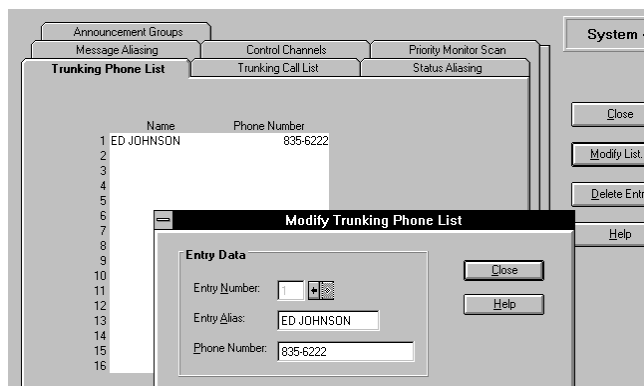 Announcement Groups
Message Aliasing Control Channels Priority Monitor Scan
Trunking Phone List Trunking Call List Status Aliasing
System
Close
Modify List.
Delete Entr
Help
Name Phone Number
1 ED JOHNSON 835-6222
2
3
4
5
6
7
8
9
10
11
12
13
14
15
16
Modify Trunking Phone List
Entry Data
Entry Number: 1
Entry Alias: ED JOHNSON
Phone Number: 835-6222
Close
Help